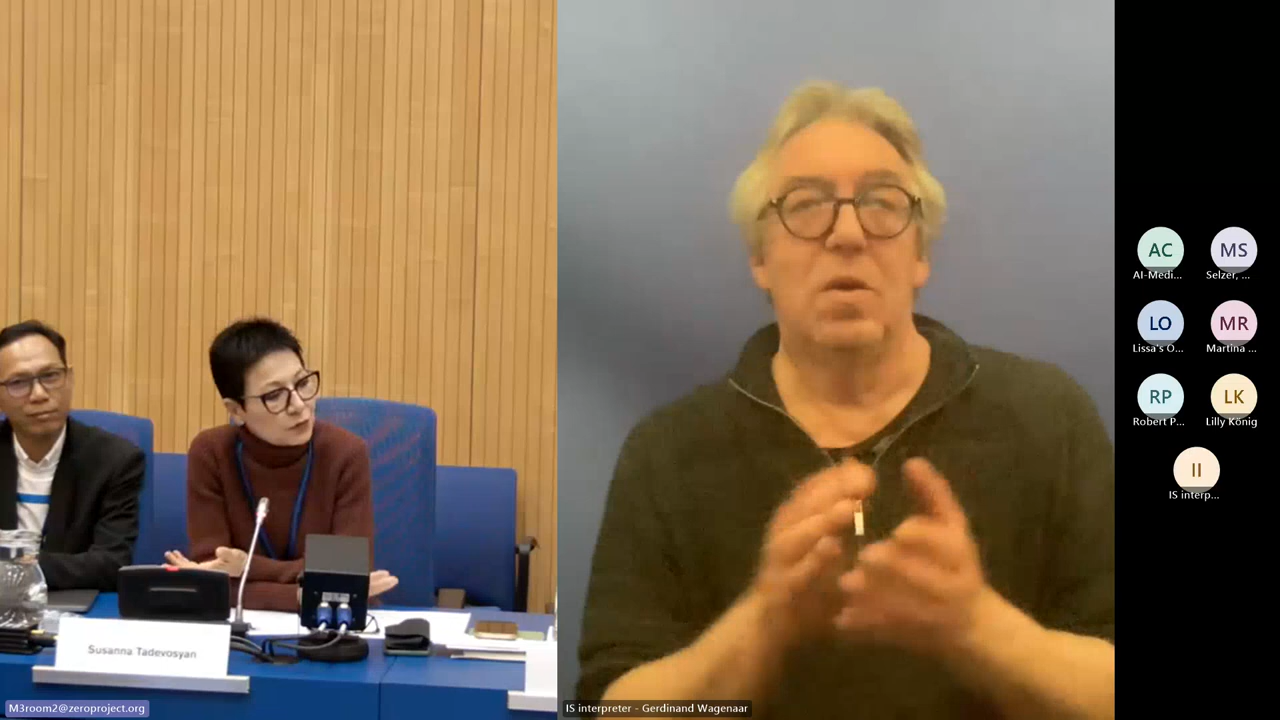 Susanna Tadevosyan
M3room2@zeroproject.org
IS interpreter - Gerdinand Wagenaar
AC
AI-Medi...
MS
Selzer, ...
LO
Lissa's O...
MR
Martina ...
RP
Robert P...
LK
Lilly König
II
IS interp...